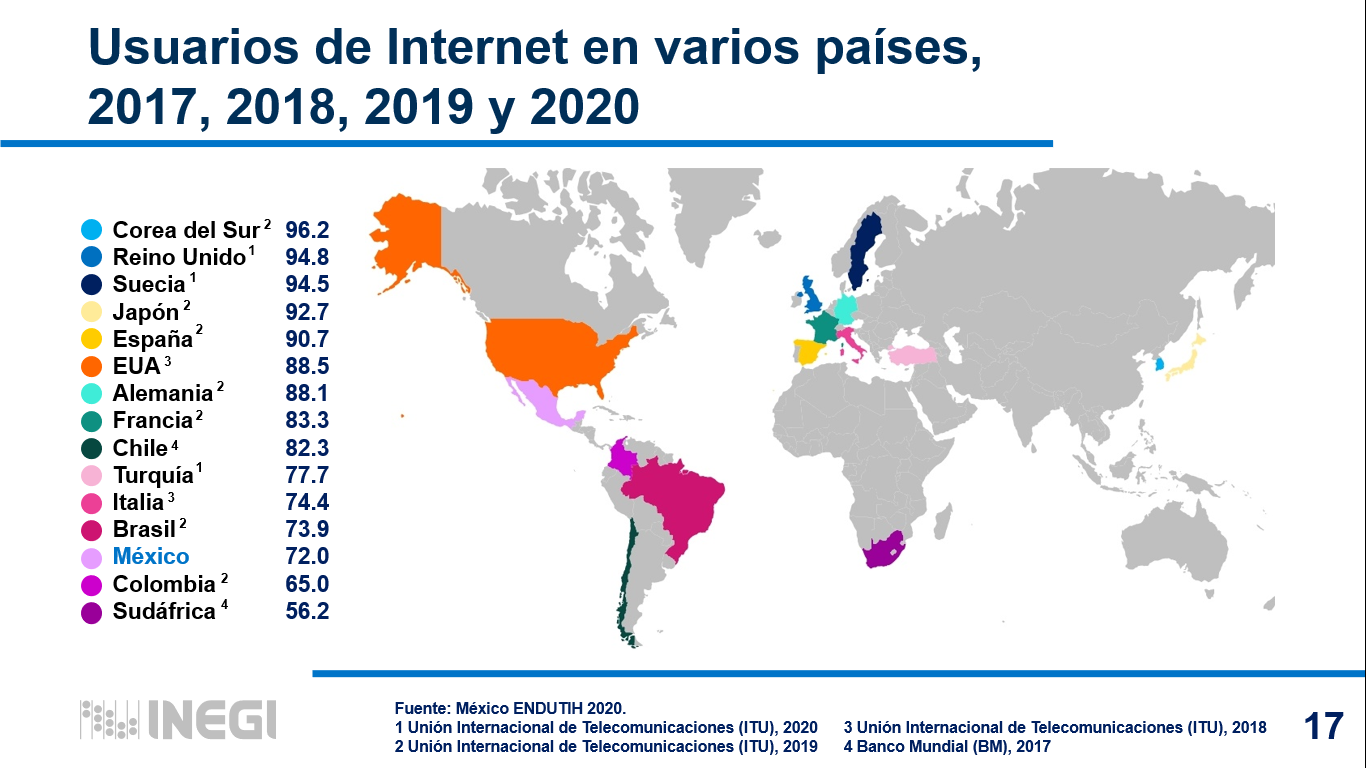 Usuarios de Internet en varios países,
2017, 2018, 2019 y 2020
Corea del Sur 2 96.2
Reino Unido 1 94.8
Suecia 1 94.5
Japón 2 92.7
España 2 90.7
EUA 3 88.5
Alemania 2 88.1
Francia 2 83.3
Chile 4 82.3
Turquía 1 77.7
Italia 3 74.4
Brasil 2 73.9
México 72.0
Colombia 2 65.0
Sudáfrica 4 56.2
INEGI
Fuente: México ENDUTIH 2020.
1 Unión Internacional de Telecomunicaciones (ITU), 2020
2 Unión Internacional de Telecomunicaciones (ITU), 2019
3 Unión Internacional de Telecomunicaciones (ITU), 2018
4 Banco Mundial (BM), 2017
17